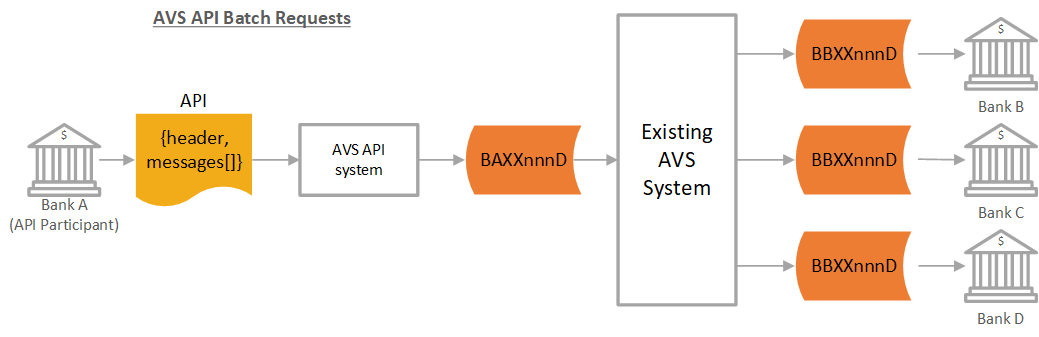 AVS API Batch Requests
API
{header,
messages[]}
$
Bank A
(API Participant)
AVS API
system
BAXXnnnD
Existing
AVS
System
BBXXnnnD
$
Bank B
BBXXnnnD
$
Bank C
BBXXnnnD
$
Bank D